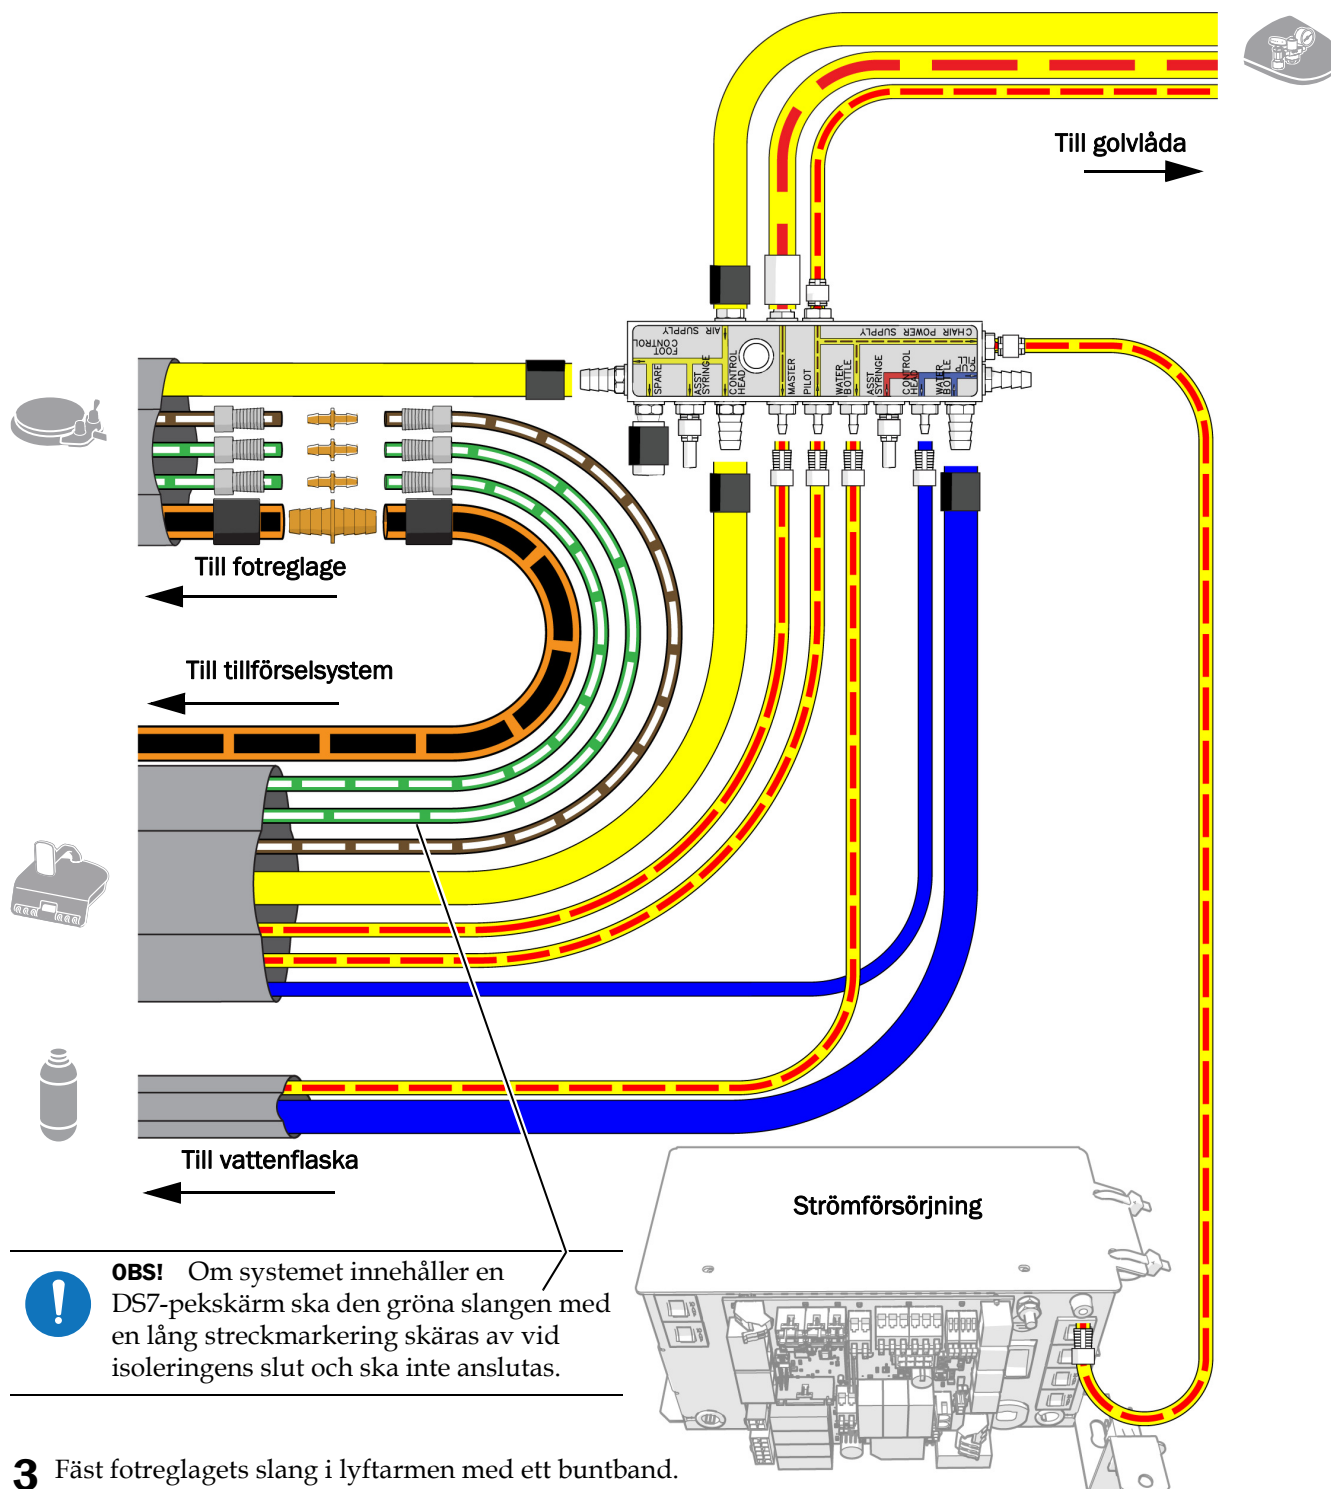 Till golvlåda
AIR SUPPLY
FOOT
CONTROL
CHAIR POWER SUPPLY
SPARE
ASST
SYRINGE
CONTROL
HEAD
MASTER
PILOT
WATER
BOTTLE
ASST
SYRINGE
CONTROL
HEAD
WATER
BOTTLE
Till fotreglage
Till tillförselsystem
Till vattenflaska
Strömförsörjning
OBS! Om systemet innehåller en
DS7-pekskärm ska den gröna slangen med
en lång streckmarkering skäras av vid
isoleringens slut och ska inte anslutas.
3 Fäst fotreglagets slang i lyftarmen med ett buntband.